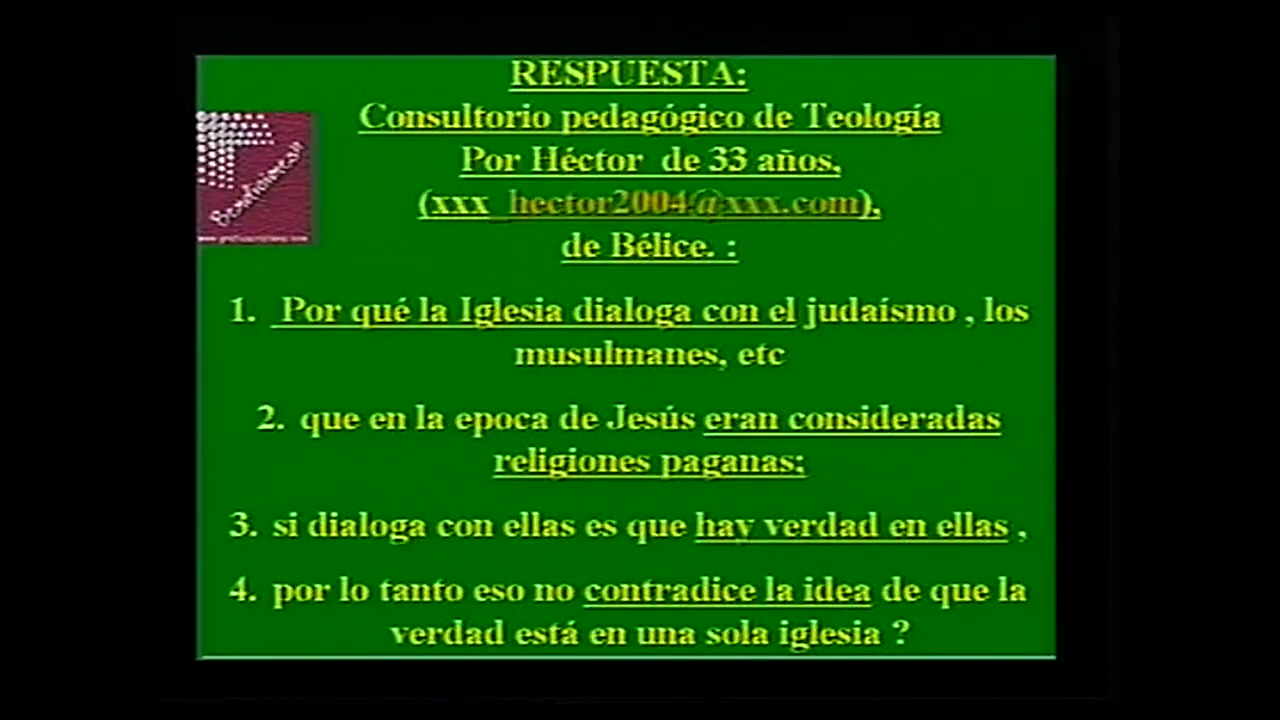 RESPUESTA:
Consultorio pedagógico de Teología
Por Héctor de 33 años,
(xxx_hector2004@xxx.com),
de Bélice. :
1. Por qué la Iglesia dialoga con el judaísmo , los
musulmanes, etc
2. que en la epoca de Jesús eran consideradas
religiones paganas;
3. si dialoga con ellas es que hay verdad en ellas ,
4. por lo tanto eso no contradice la idea de que la
verdad está en una sola iglesia ?